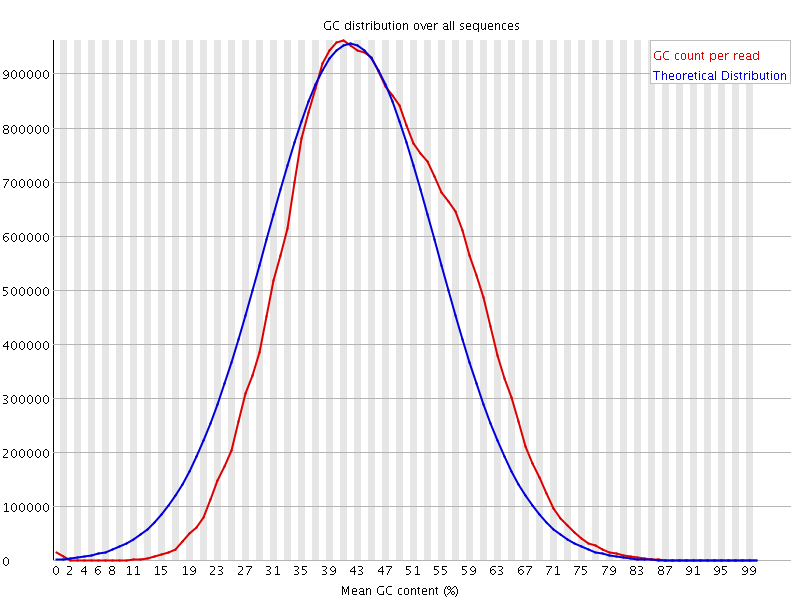 GC distribution over all sequences
GC count per read
Theoretical Distribution
900000
800000
700000
600000
500000
400000
300000
200000
100000
0
0 2 4 6 8 11 15 19 23 27 31 35 39 43 47 51 55 59 63 67 71 75 79 83 87 91 95 99
Mean GC content (%)